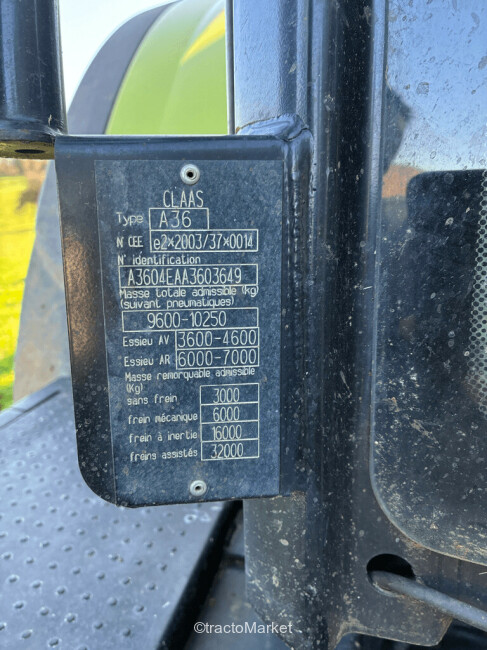 CLAAS
Type A36
N° CEE e2*2003/37*0014
N° identification
A3604EAA3603649
Masse totale admissible (kg)
(suivant pneumatiques)
9600-10250
Essieu AV 3600-4600
Essieu AR 6000-7000
Masse remorquable admissible
(Kg)
sans frein 3000
frein mécanique 6000
frein à inertie 16000
freins assistés 32000
©tractoMarket